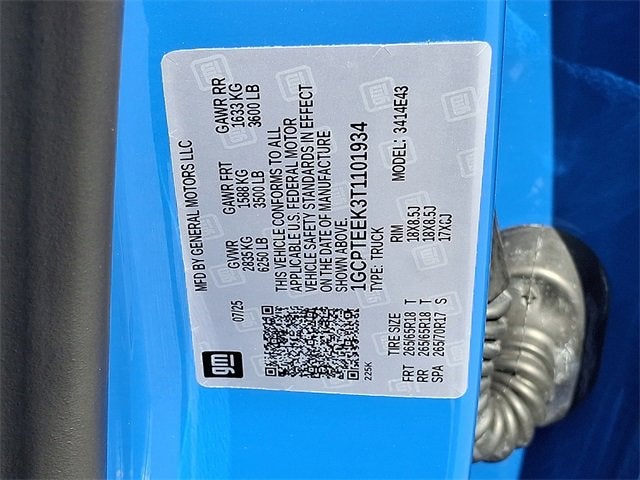 gm
MFD BY GENERAL MOTORS LLC
07/25 GVWR GAWR FRT GAWR RR
2835KG 1588 KG 1633 KG
6250 LB 3500 LB 3600 LB
THIS VEHICLE CONFORMS TO ALL
APPLICABLE U.S. FEDERAL MOTOR
VEHICLE SAFETY STANDARDS IN EFFECT
ON THE DATE OF MANUFACTURE
SHOWN ABOVE.
1GCPTEEK3T1101934
225K TYPE: TRUCK MODEL: 3414E43
TIRE SIZE RIM
FRT 265/65R18 T 18X8.5J
RR 265/65R18 T 18X8.5J
SPA 265/70R17 S 17X